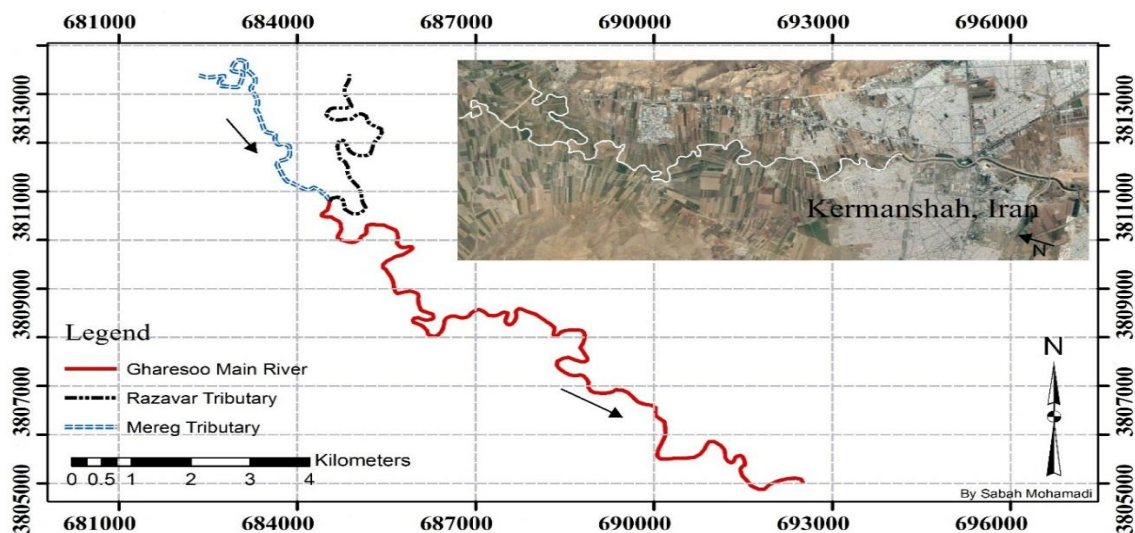 681000 684000 687000 690000 693000 696000
3813000
3811000
3809000
3807000
3805000
3813000
3811000
3809000
3807000
3805000
Kermanshah, Iran
N
Legend
Gharesoo Main River
Razavar Tributary
Mereg Tributary
Kilometers
0 0.5 1 2 3 4
N
By Sabah Mohamadi
681000 684000 687000 690000 693000 696000